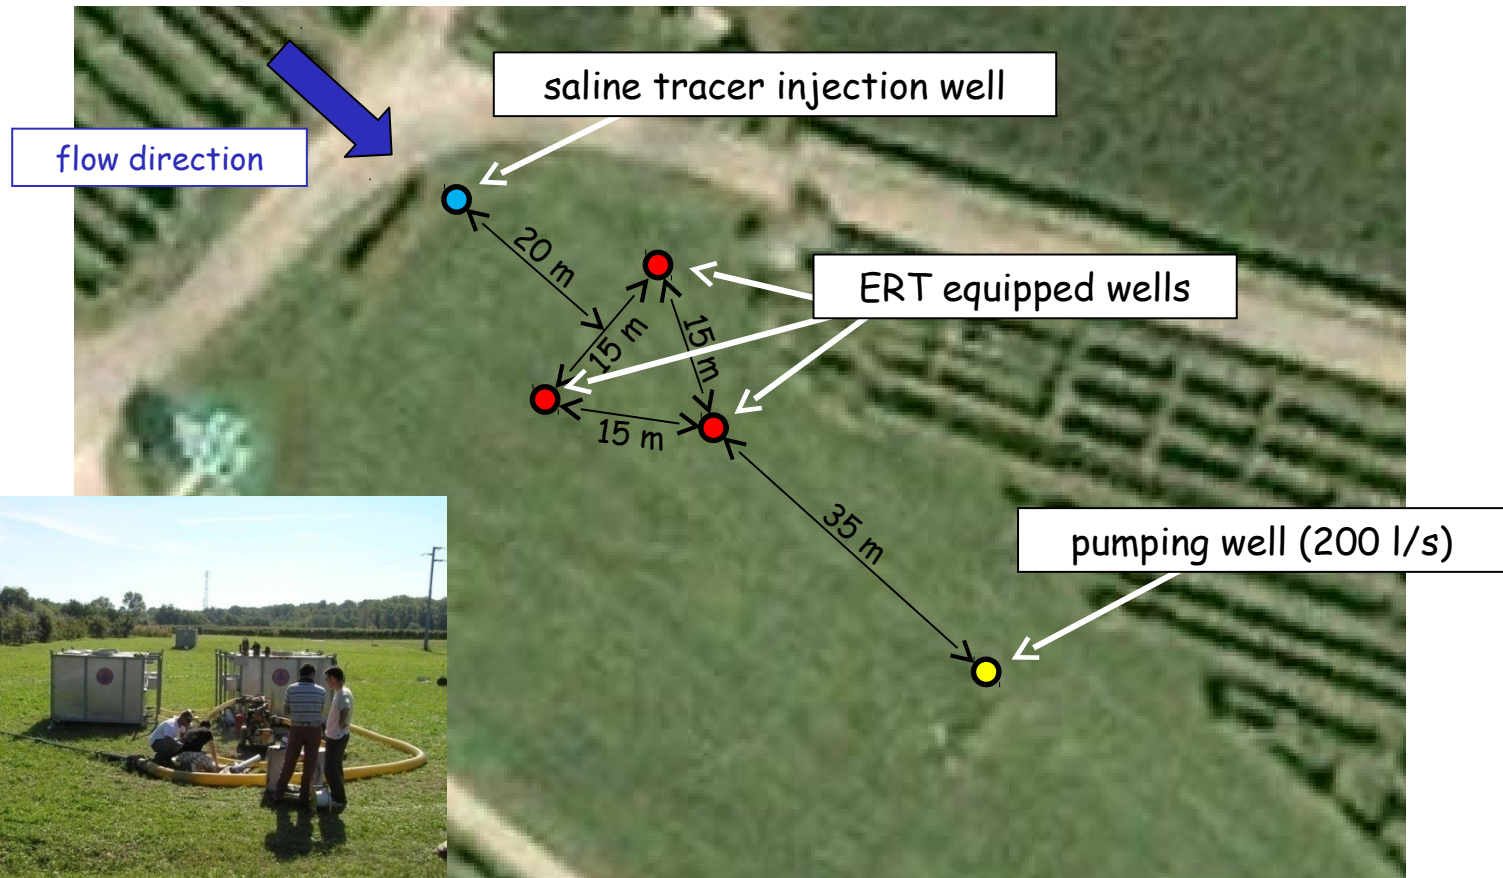 saline tracer injection well
flow direction
20 m
ERT equipped wells
15 m
15 m
15 m
35 m
pumping well (200 l/s)